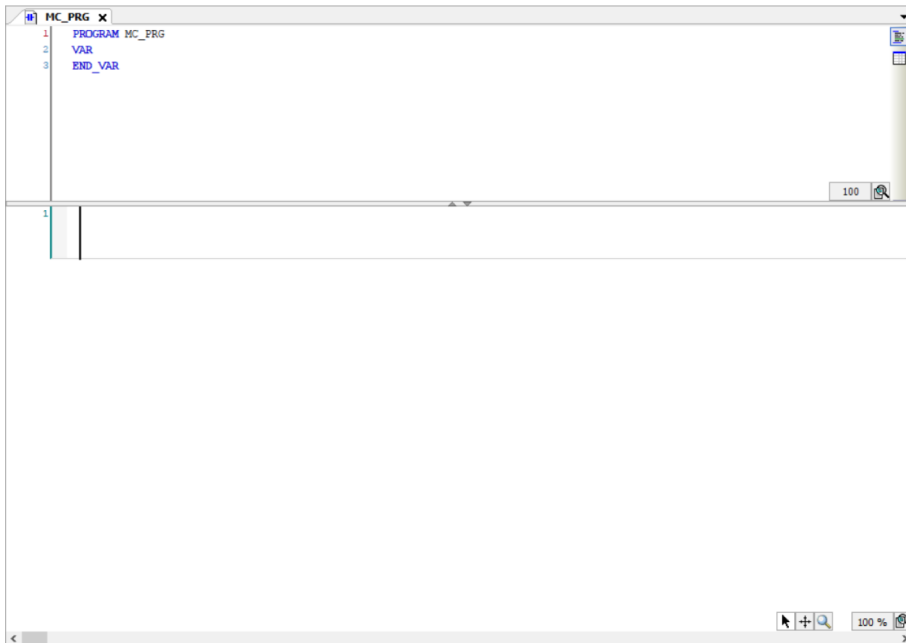 MC_PRG
1 PROGRAM MC_PRG
2 VAR
3 END_VAR
100
1
100 %